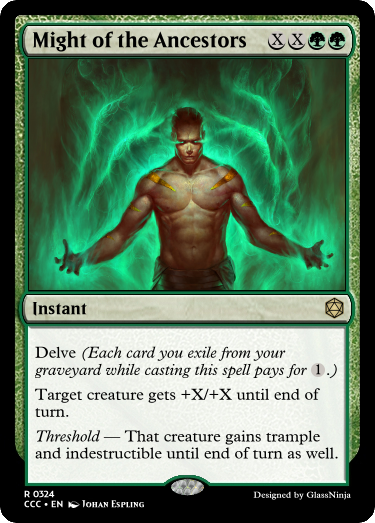 Might of the Ancestors X X
Instant
Delve (Each card you exile from your
graveyard while casting this spell pays for 1.)
Target creature gets +X/+X until end of
turn.
Threshold — That creature gains trample
and indestructible until end of turn as well.
R 0324
CCC • EN Johan Espling
Designed by GlassNinja